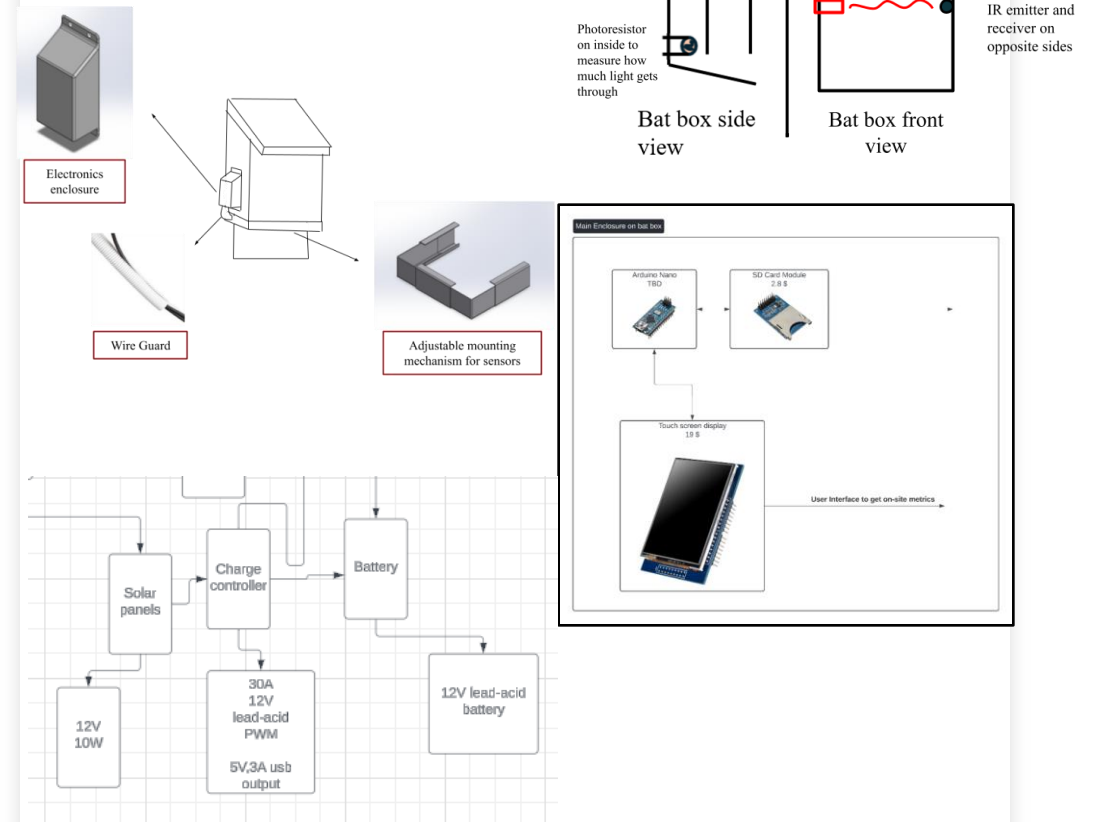 Photoresistor
on inside to
measure how
much light gets
through
Bat box side
view
IR emitter and
receiver on
opposite sides
Bat box front
view
Electronics
enclosure
Wire Guard
Adjustable mounting
mechanism for sensors
Main Enclosure on bat box
Arduino Nano
TBD
SD Card Module
2.8 $
Touch screen display
19 $
User Interface to get on-site metrics
Solar
panels
Charge
controller
Battery
12V
10W
30A
12V
lead-acid
PWM
5V,3A usb
output
12V lead-acid
battery